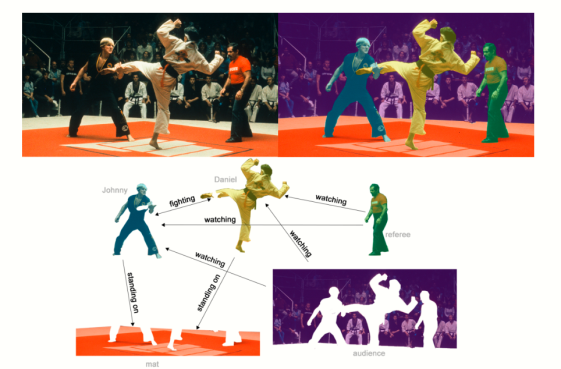 Daniel
Johnny
fighting
watching
watching
referee
watching
watching
standing on
standing on
audience
mat